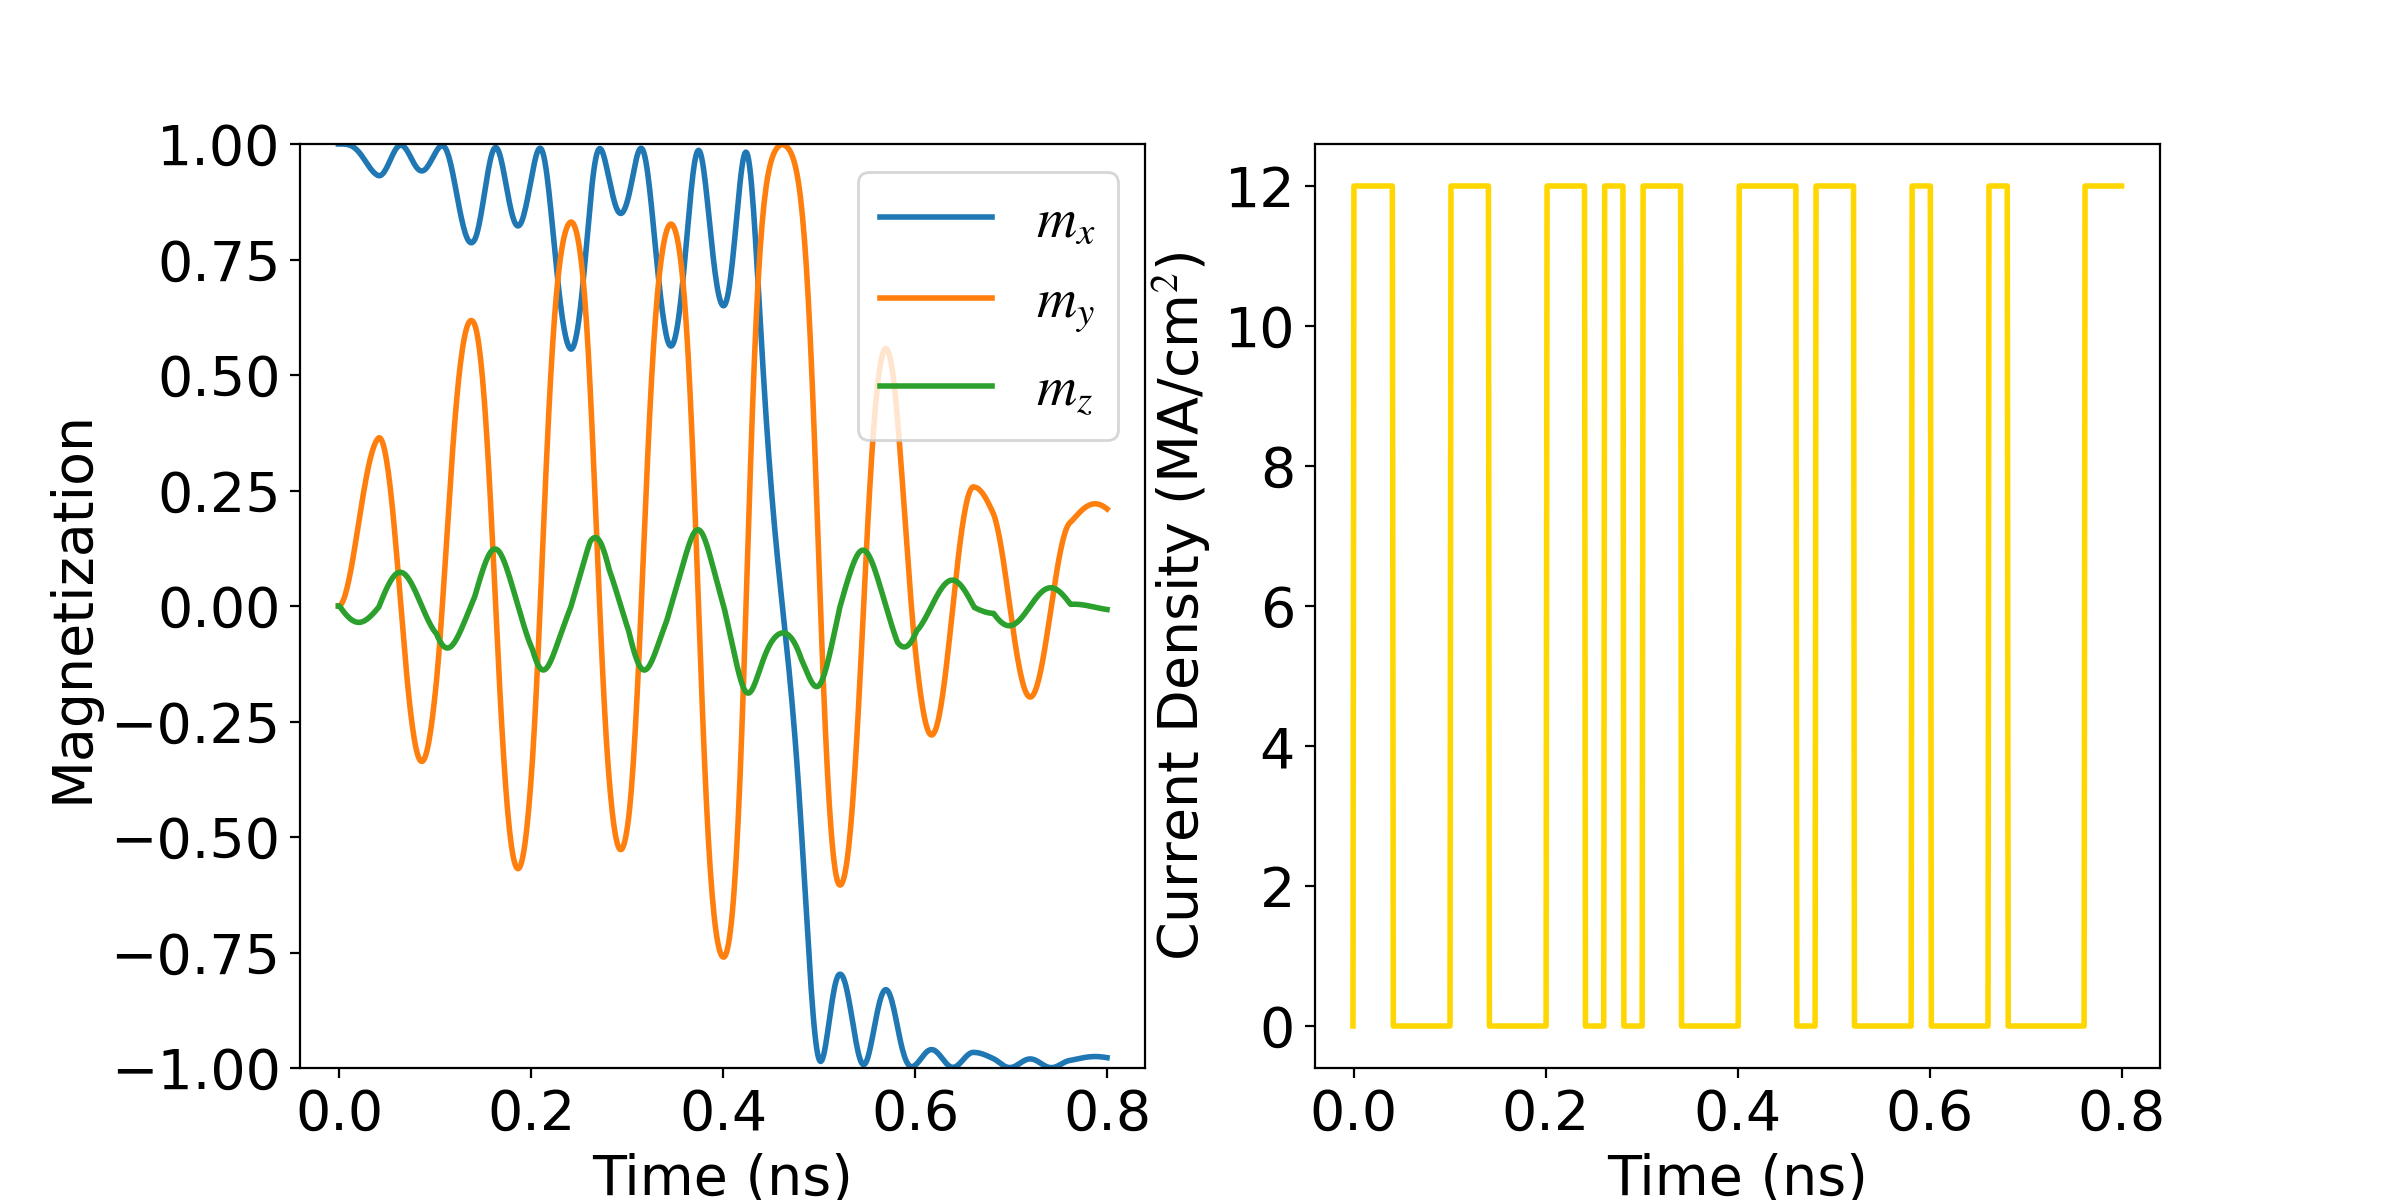 Magnetization
1.00
0.75
0.50
0.25
0.00
−0.25
−0.50
−0.75
−1.00
0.0 0.2 0.4 0.6 0.8
Time (ns)
m_x
m_y
m_z
Current Density (MA/cm²)
12
10
8
6
4
2
0
0.0 0.2 0.4 0.6 0.8
Time (ns)